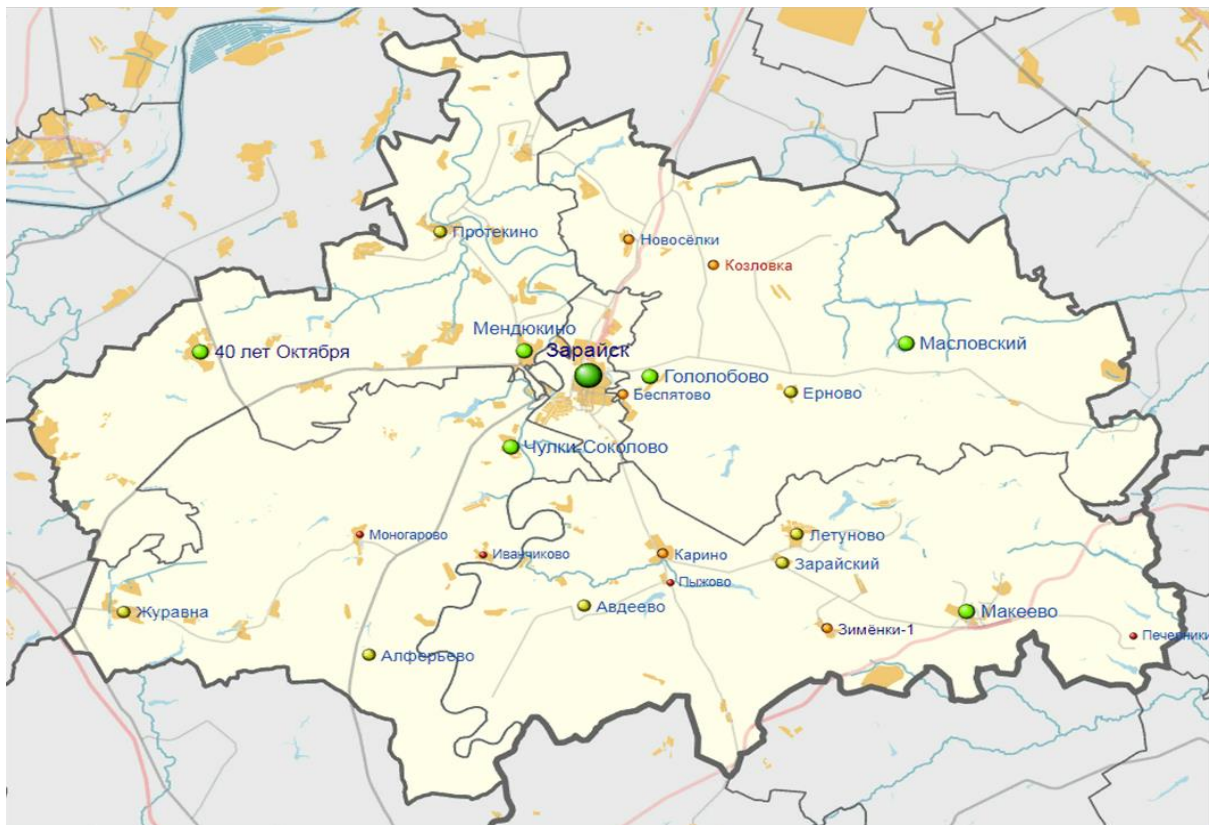 Протекино
Новосёлки
Козловка
Мендюкино
40 лет Октября
Зарайск
Масловский
Гололобово
Беспятово
Ерново
Чулки-Соколово
Моногарово
Иванчиково
Карино
Летуново
Зарайский
Пыжово
Журавна
Авдеево
Макеево
Зимёнки-1
Печерники
Алферьево